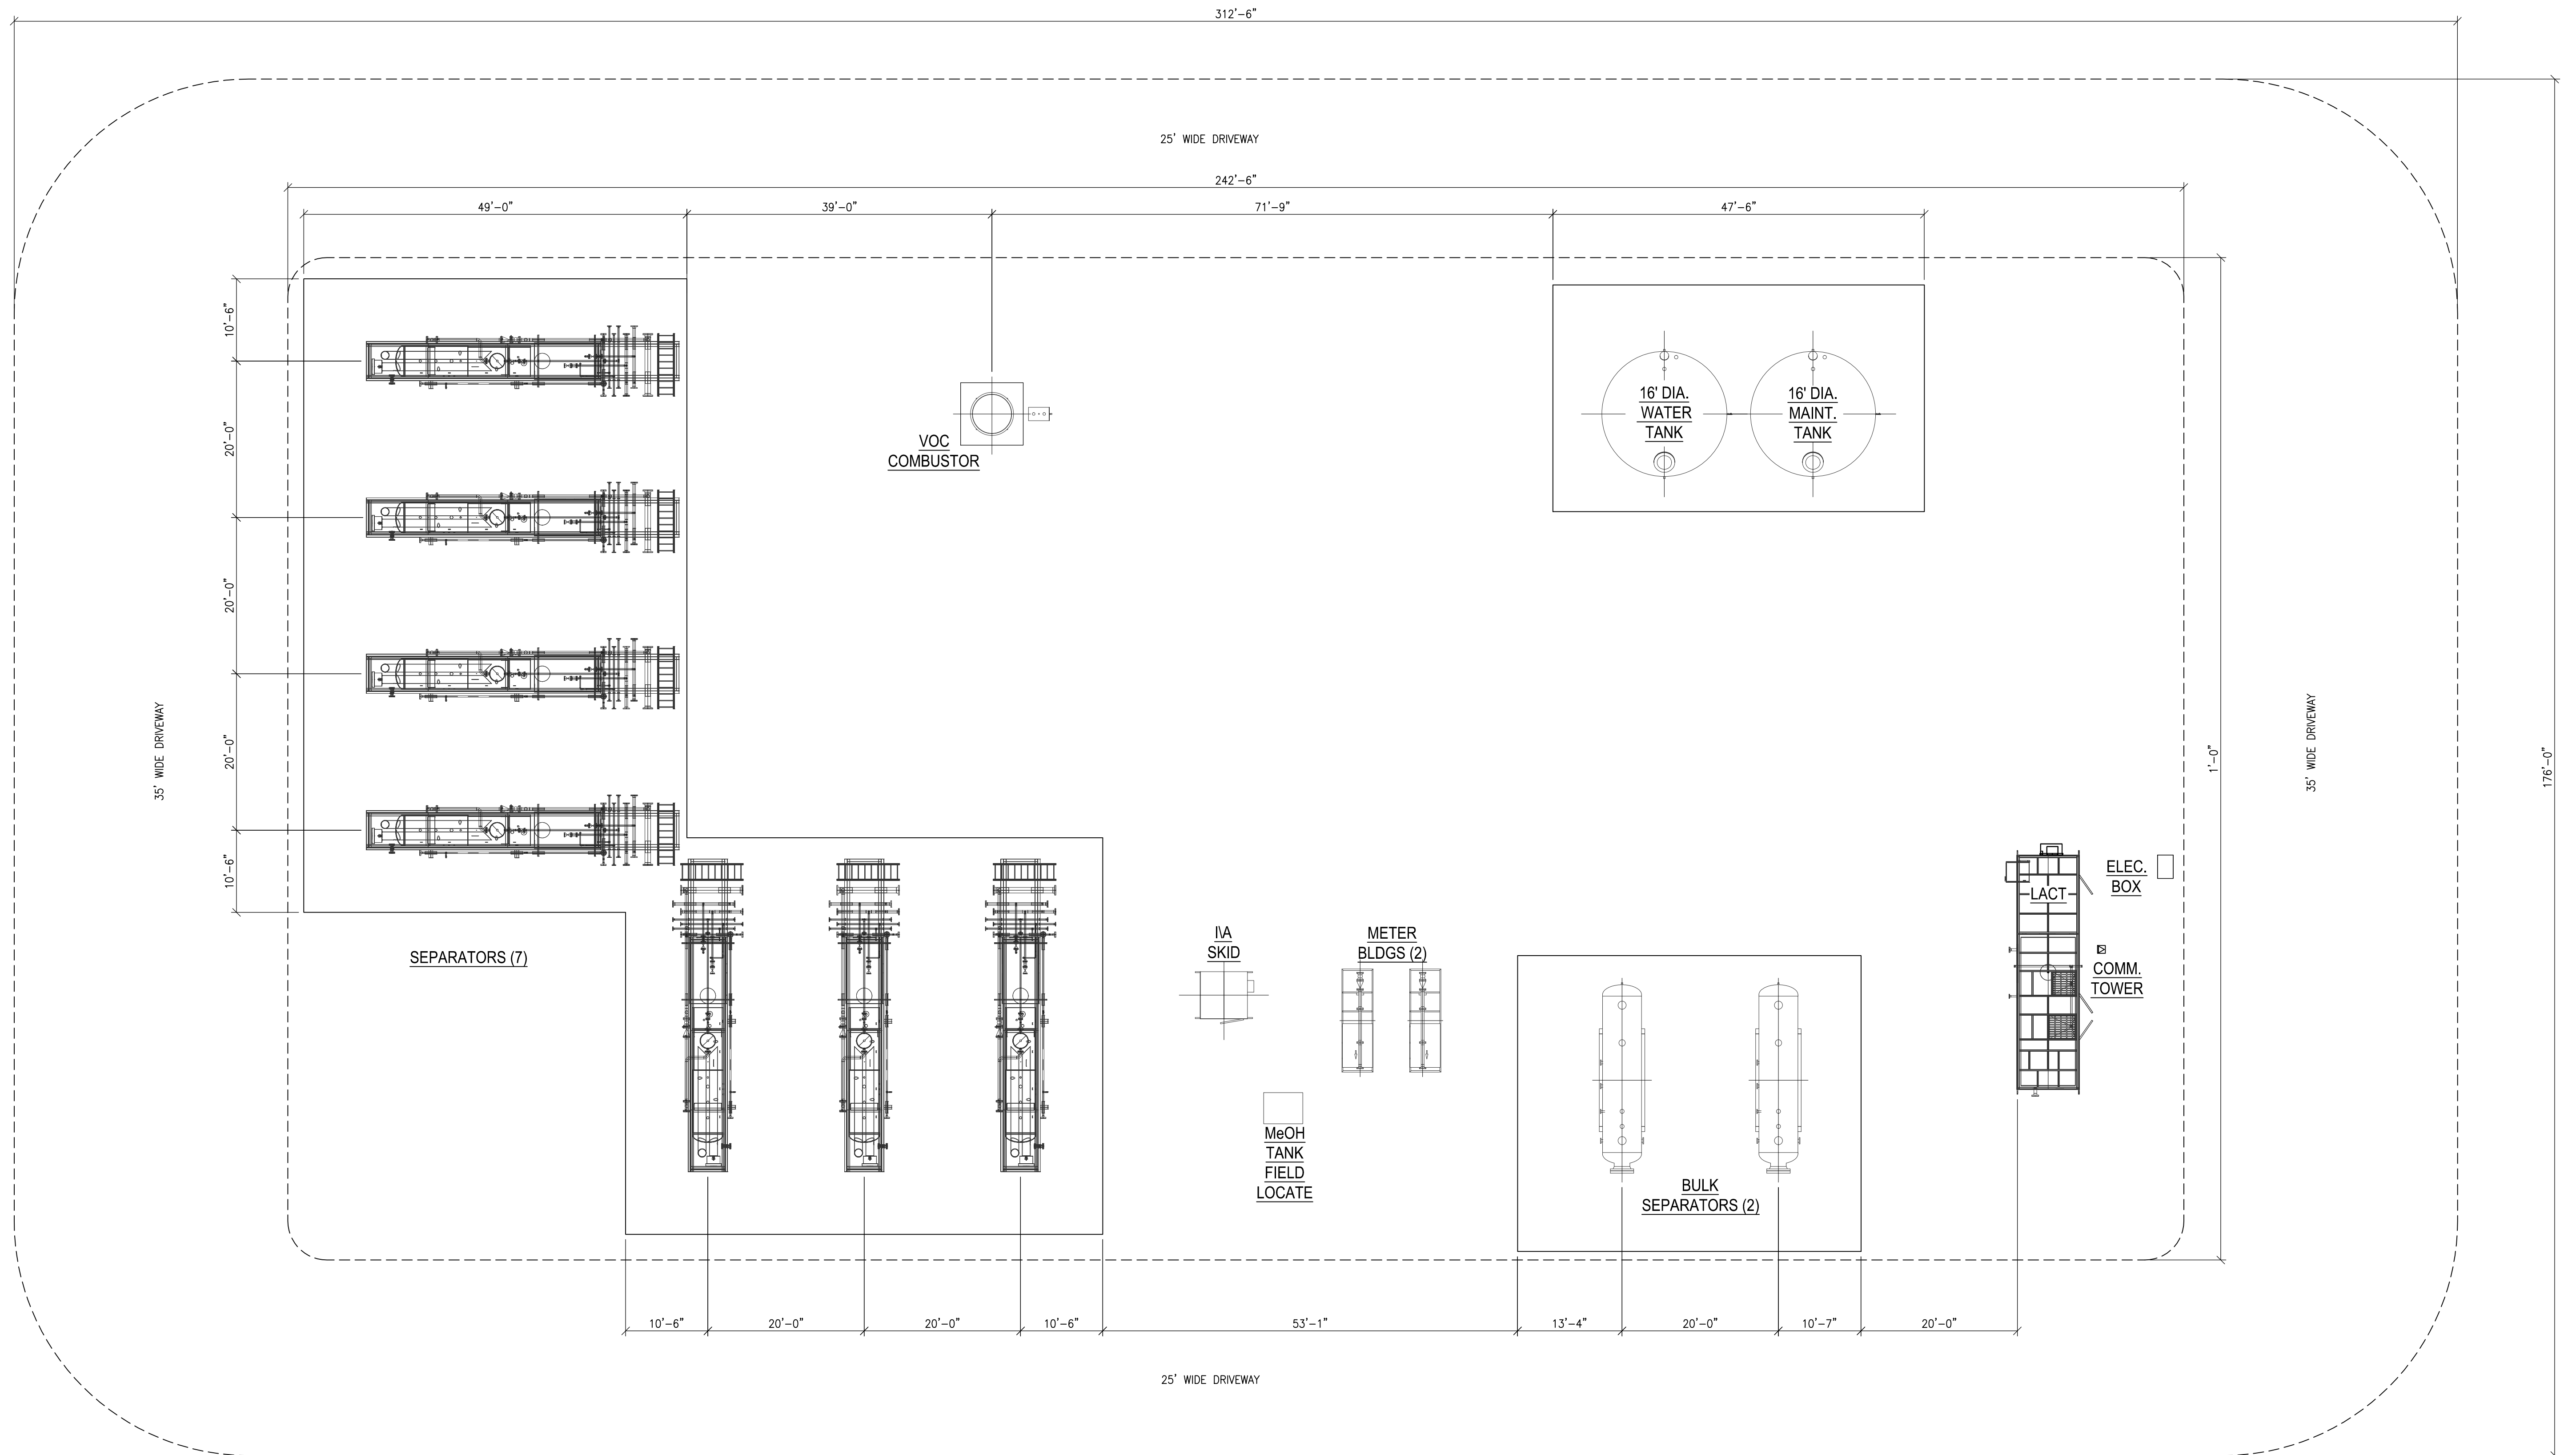 312'-6"
25' WIDE DRIVEWAY
242'-6"
49'-0"
39'-0"
71'-9"
47'-6"
10'-6"
20'-0"
20'-0"
20'-0"
10'-6"
35' WIDE DRIVEWAY
VOC
COMBUSTOR
16' DIA.
WATER
TANK
16' DIA.
MAINT.
TANK
1'-0"
35' WIDE DRIVEWAY
176'-0"
SEPARATORS (7)
I\A
SKID
METER
BLDGS (2)
MeOH
TANK
FIELD
LOCATE
BULK
SEPARATORS (2)
LACT
ELEC.
BOX
COMM.
TOWER
10'-6"
20'-0"
20'-0"
10'-6"
53'-1"
13'-4"
20'-0"
10'-7"
20'-0"
25' WIDE DRIVEWAY